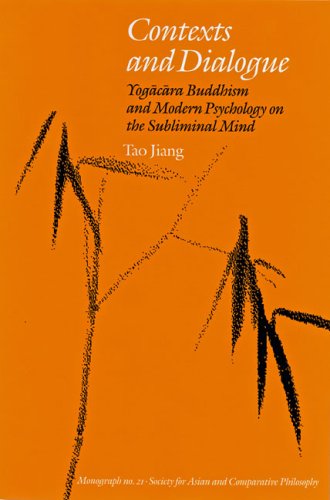 Contexts
and Dialogue
Yogācāra Buddhism
and Modern Psychology on
the Subliminal Mind
Tao Jiang
Monograph no. 21 · Society for Asian and Comparative Philosophy